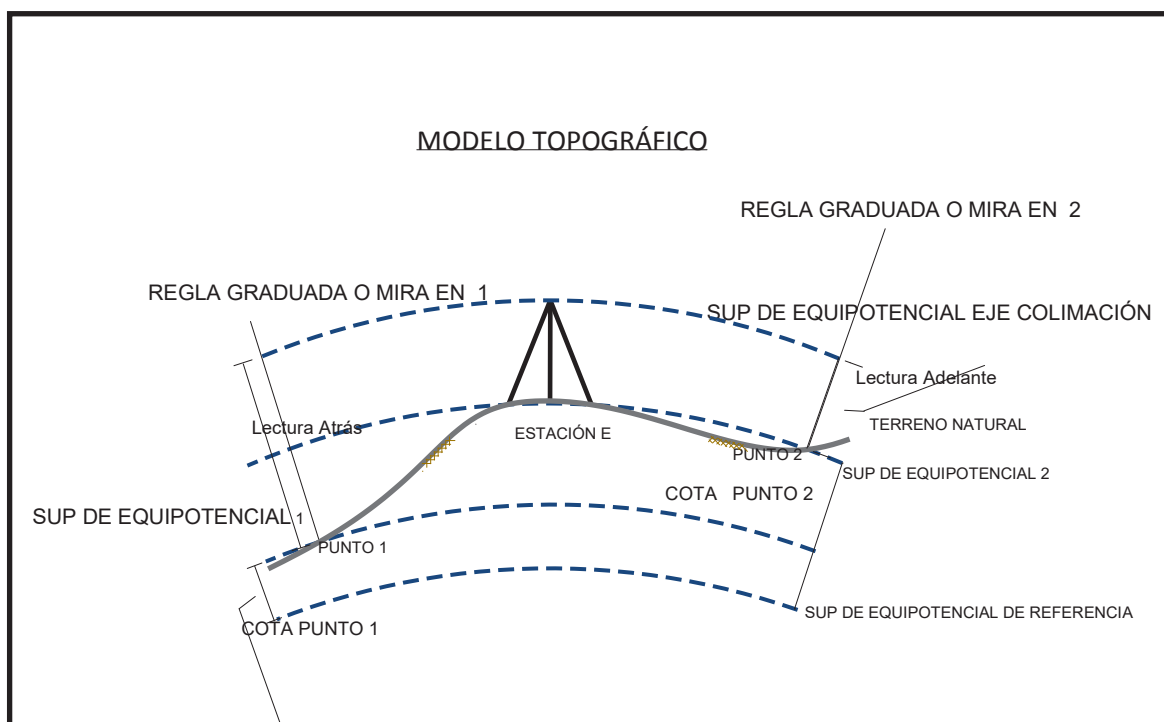 MODELO TOPOGRÁFICO
REGLA GRADUADA O MIRA EN 2
REGLA GRADUADA O MIRA EN 1
SUP DE EQUIPOTENCIAL EJE COLIMACIÓN
Lectura Adelante
Lectura Atrás
TERRENO NATURAL
ESTACIÓN E
PUNTO 2
SUP DE EQUIPOTENCIAL 2
COTA PUNTO 2
SUP DE EQUIPOTENCIAL 1
PUNTO 1
SUP DE EQUIPOTENCIAL DE REFERENCIA
COTA PUNTO 1